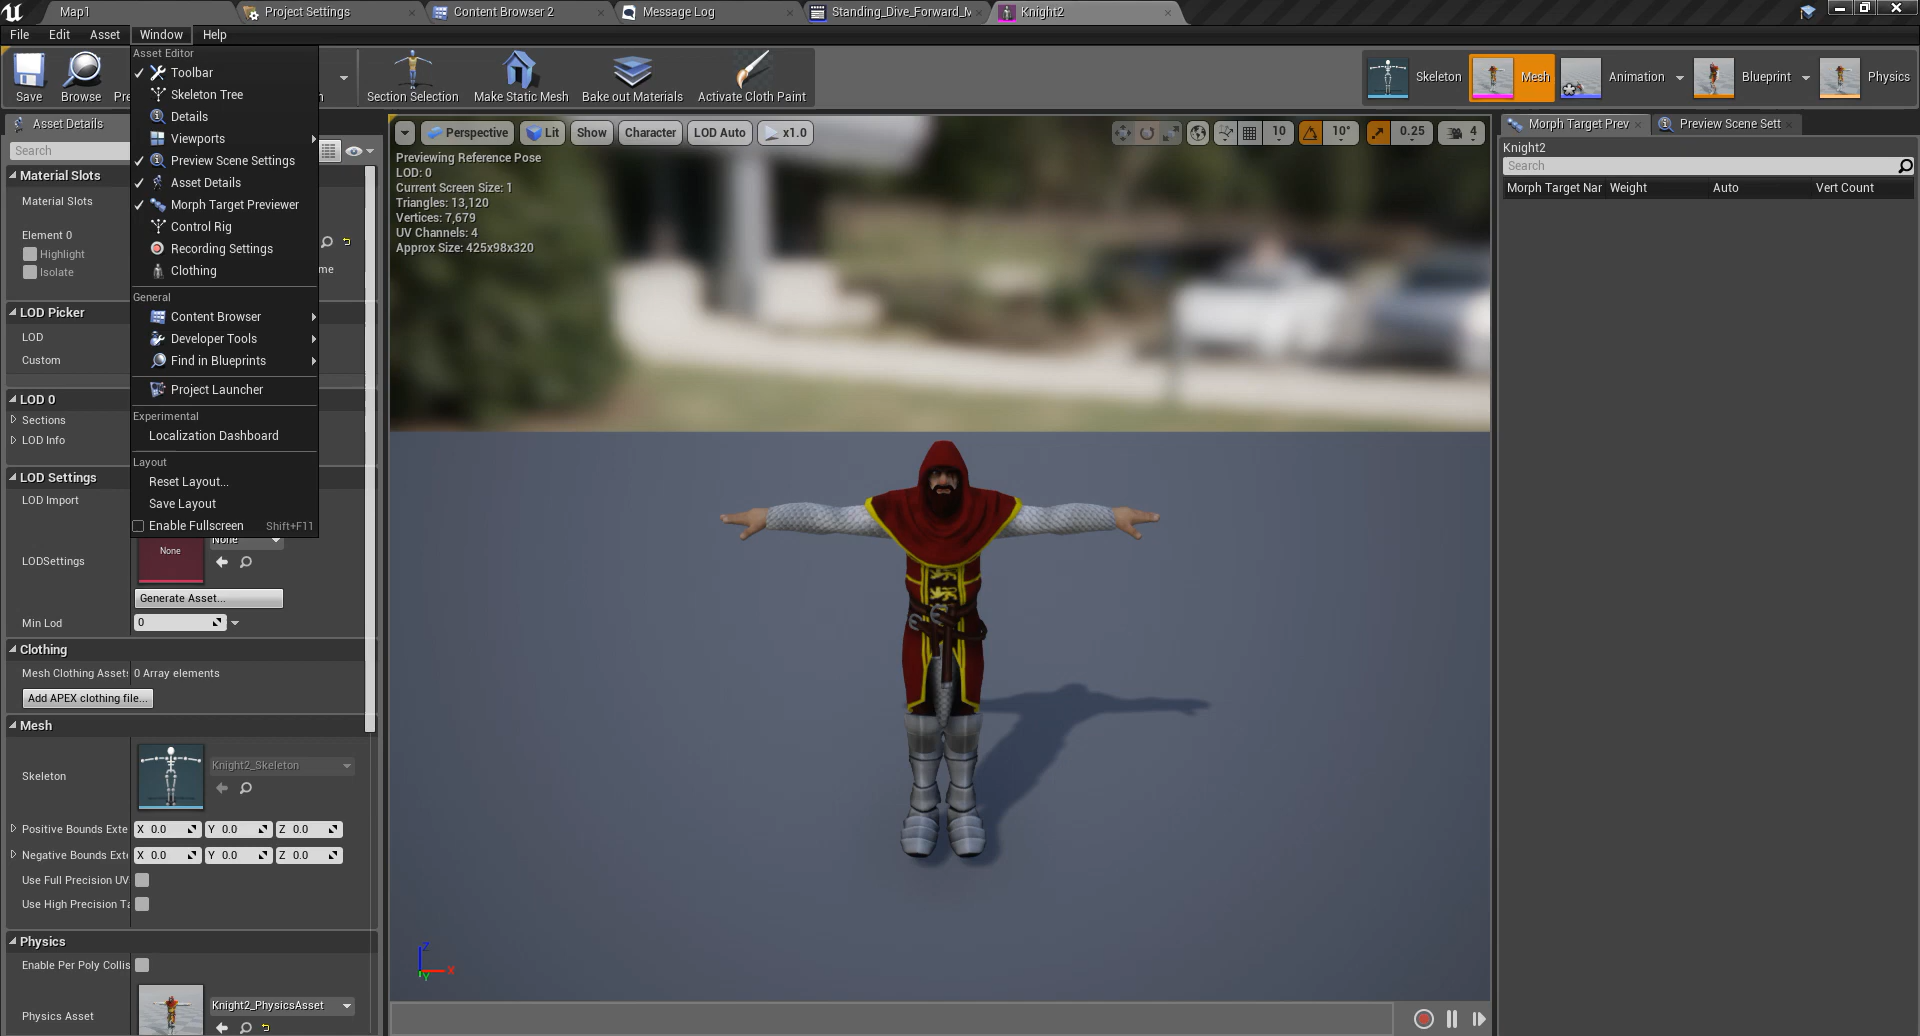 Map1
Project Settings
Content Browser 2
Message Log
Standing_Dive_Forward_M
Knight2
File Edit Asset Window Help
Save
Browse
Section Selection
Make Static Mesh
Bake out Materials
Activate Cloth Paint
Skeleton
Mesh
Animation
Blueprint
Physics
Asset Editor
Toolbar
Skeleton Tree
Details
Viewports
Preview Scene Settings
Asset Details
Morph Target Previewer
Control Rig
Recording Settings
Clothing
General
Content Browser
Developer Tools
Find in Blueprints
Project Launcher
Experimental
Localization Dashboard
Layout
Reset Layout...
Save Layout
Enable Fullscreen Shift+F11
Asset Details
Search
Material Slots
Material Slots
Element 0
Highlight
Isolate
me
LOD Picker
LOD
Custom
LOD 0
Sections
LOD Info
LOD Settings
LOD Import
None
None
LODSettings
Generate Asset...
Min Lod 0
Clothing
Mesh Clothing Assets 0 Array elements
Add APEX clothing file...
Mesh
Skeleton
Knight2_Skeleton
Positive Bounds Exte X 0.0 Y 0.0 Z 0.0
Negative Bounds Exte X 0.0 Y 0.0 Z 0.0
Use Full Precision UV
Use High Precision Ta
Physics
Enable Per Poly Collis
Physics Asset
Knight2_PhysicsAsset
Perspective
Lit
Show
Character
LOD Auto
x1.0
10
10°
0.25
4
Previewing Reference Pose
LOD: 0
Current Screen Size: 1
Triangles: 13,120
Vertices: 7,679
UV Channels: 4
Approx Size: 425x98x320
Z
X
Y
Morph Target Prev
Preview Scene Sett
Knight2
Search
Morph Target Nar Weight Auto Vert Count